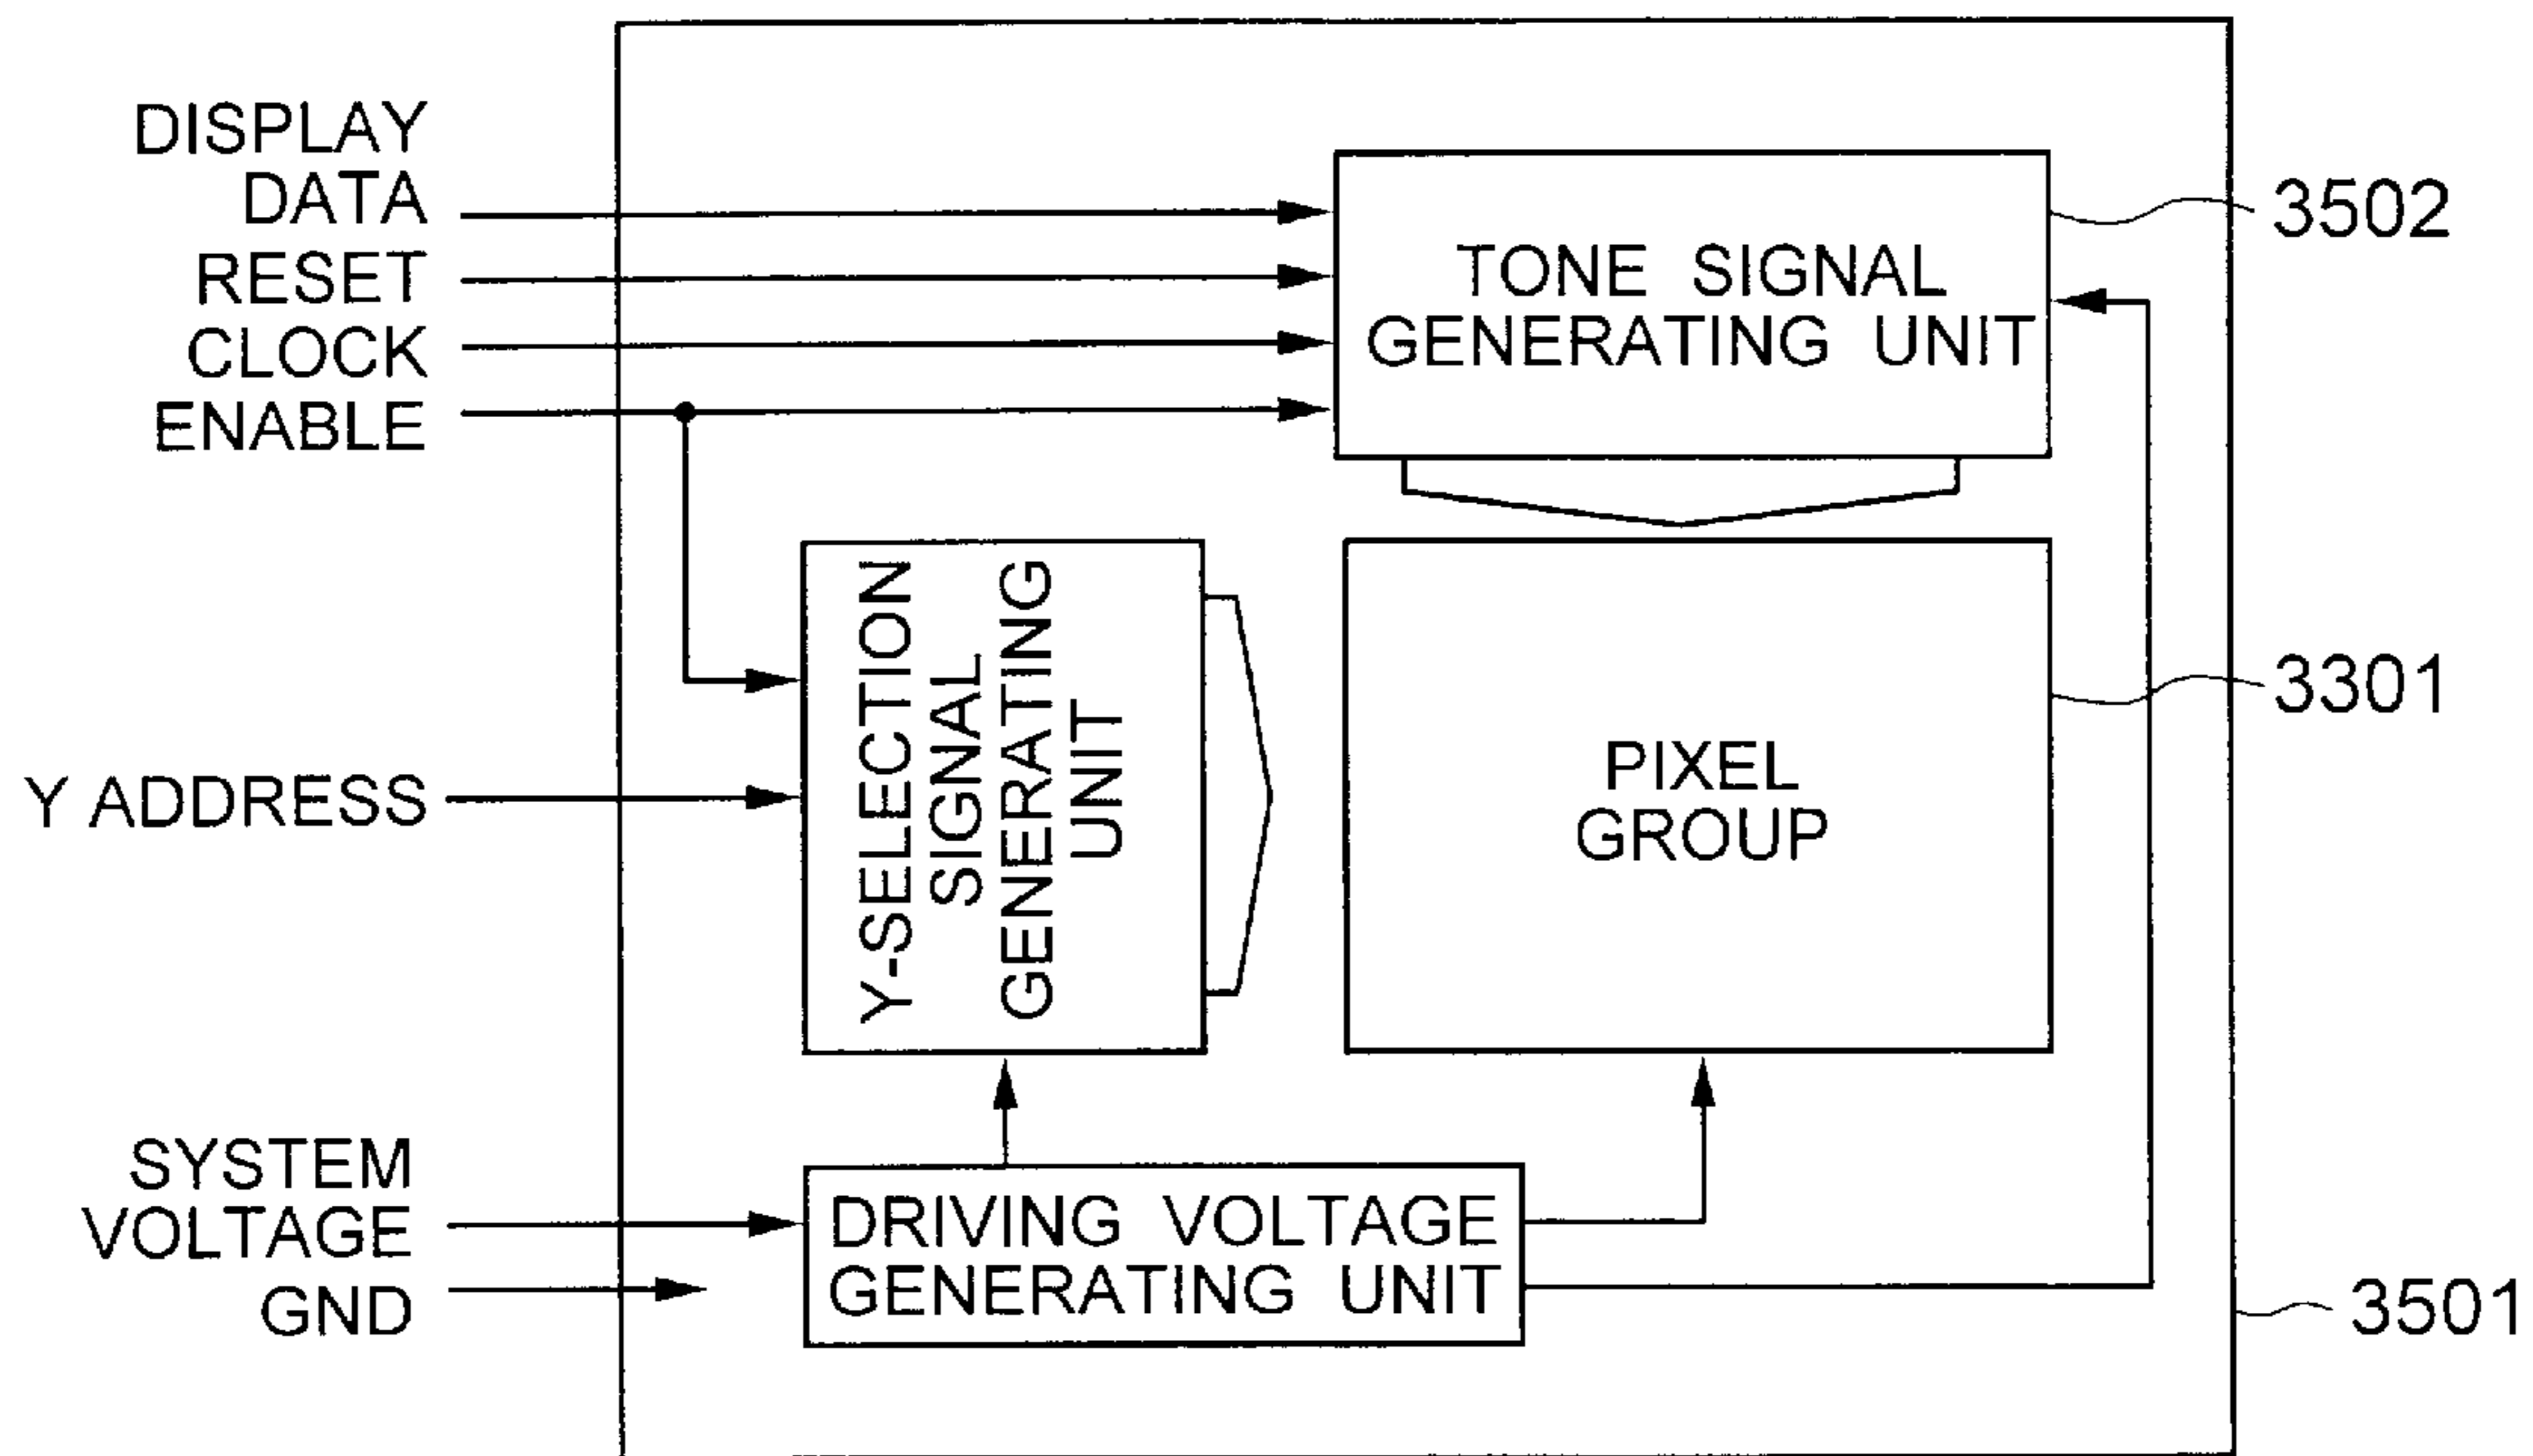 DISPLAY
DATA
RESET
CLOCK
ENABLE
TONE SIGNAL
GENERATING UNIT
3502
Y-SELECTION
SIGNAL
GENERATING
UNIT
PIXEL
GROUP
3301
Y ADDRESS
SYSTEM
VOLTAGE
GND
DRIVING VOLTAGE
GENERATING UNIT
3501